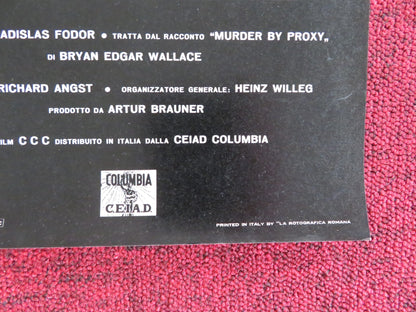 ADISLAS FODOR • TRATTA DAL RACCONTO "MURDER BY PROXY„
DI BRYAN EDGAR WALLACE
RICHARD ANGST • ORGANIZZATORE GENERALE: HEINZ WILLEG
PRODOTTO DA ARTUR BRAUNER
FILM CCC DISTRIBUITO IN ITALIA DALLA CEIAD COLUMBIA
COLUMBIA
C.E.I.A.D.
PRINTED IN ITALY BY "LA ROTOGRAFICA ROMANA